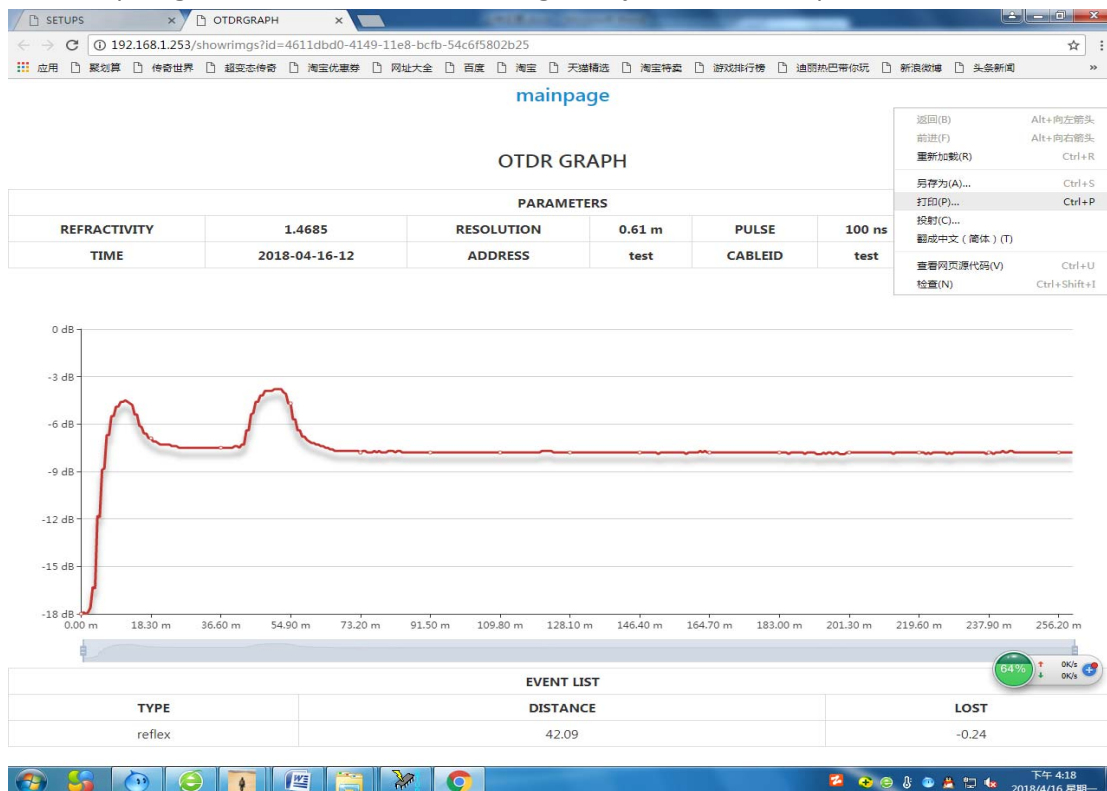 SETUPS
OTDRGRAPH
192.168.1.253/showrimgs?id=4611dbd0-4149-11e8-bcfb-54c6f5802b25
应用 聚划算 传奇世界 超变态传奇 淘宝优惠券 网址大全 百度 淘宝 天猫精选 淘宝特卖 游戏排行榜 迪丽热巴带你玩 新浪微博 头条新闻 »
mainpage
返回(B) Alt+向左箭头
前进(F) Alt+向右箭头
重新加载(R) Ctrl+R
另存为(A)... Ctrl+S
打印(P)... Ctrl+P
投射(C)...
翻成中文（简体）(T)
查看网页源代码(V) Ctrl+U
检查(N) Ctrl+Shift+I
OTDR GRAPH
PARAMETERS
REFRACTIVITY 1.4685 RESOLUTION 0.61 m PULSE 100 ns
TIME 2018-04-16-12 ADDRESS test CABLEID test
0 dB
-3 dB
-6 dB
-9 dB
-12 dB
-15 dB
-18 dB
0.00 m 18.30 m 36.60 m 54.90 m 73.20 m 91.50 m 109.80 m 128.10 m 146.40 m 164.70 m 183.00 m 201.30 m 219.60 m 237.90 m 256.20 m
64% 0K/s
0K/s
EVENT LIST
TYPE DISTANCE LOST
reflex 42.09 -0.24
下午 4:18
2018/4/16 星期一